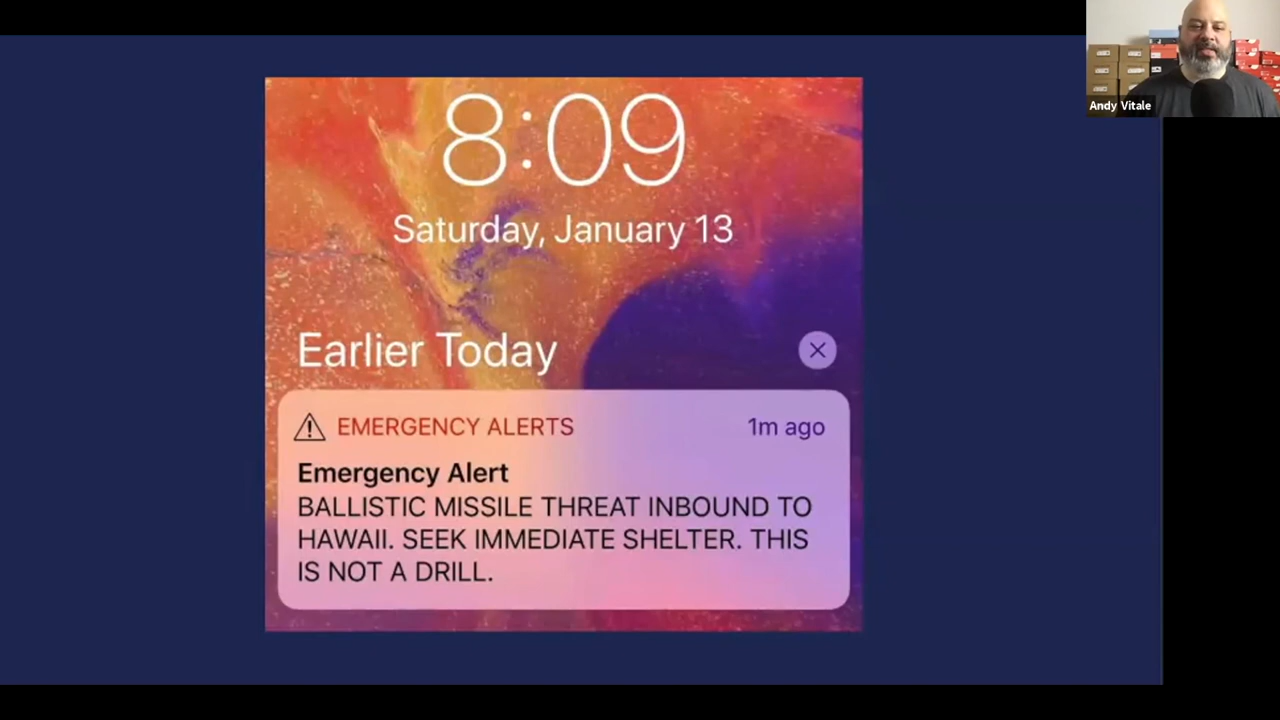 8:09
Saturday, January 13
Earlier Today
EMERGENCY ALERTS
1m ago
Emergency Alert
BALLISTIC MISSILE THREAT INBOUND TO
HAWAII. SEEK IMMEDIATE SHELTER. THIS
IS NOT A DRILL.
Andy Vitale